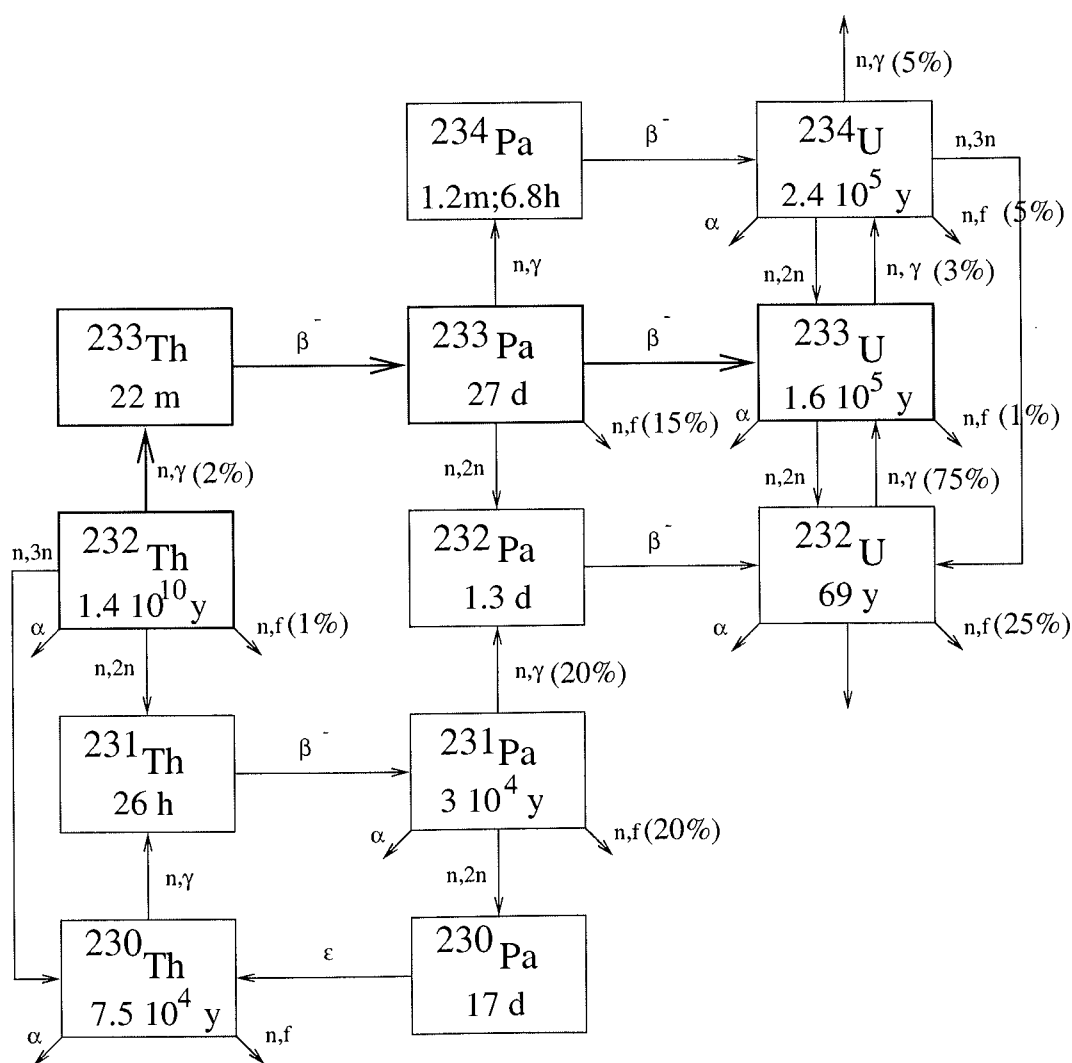 n,γ (5%)
234Pa
1.2m;6.8h
β-
234U
2.4 10^5 y
n,3n
α
n,f (5%)
n,γ
n,2n
n,γ (3%)
233Th
22 m
β-
233Pa
27 d
β-
233U
1.6 10^5 y
n,f (15%)
α
n,f (1%)
n,γ (2%)
n,2n
n,2n
n,γ (75%)
n,3n
232Th
1.4 10^10 y
232Pa
1.3 d
β-
232U
69 y
α
n,f (1%)
α
n,f (25%)
n,2n
n,γ (20%)
231Th
26 h
β-
231Pa
3 10^4 y
α
n,f (20%)
n,γ
n,2n
230Th
7.5 10^4 y
ε
230Pa
17 d
α
n,f